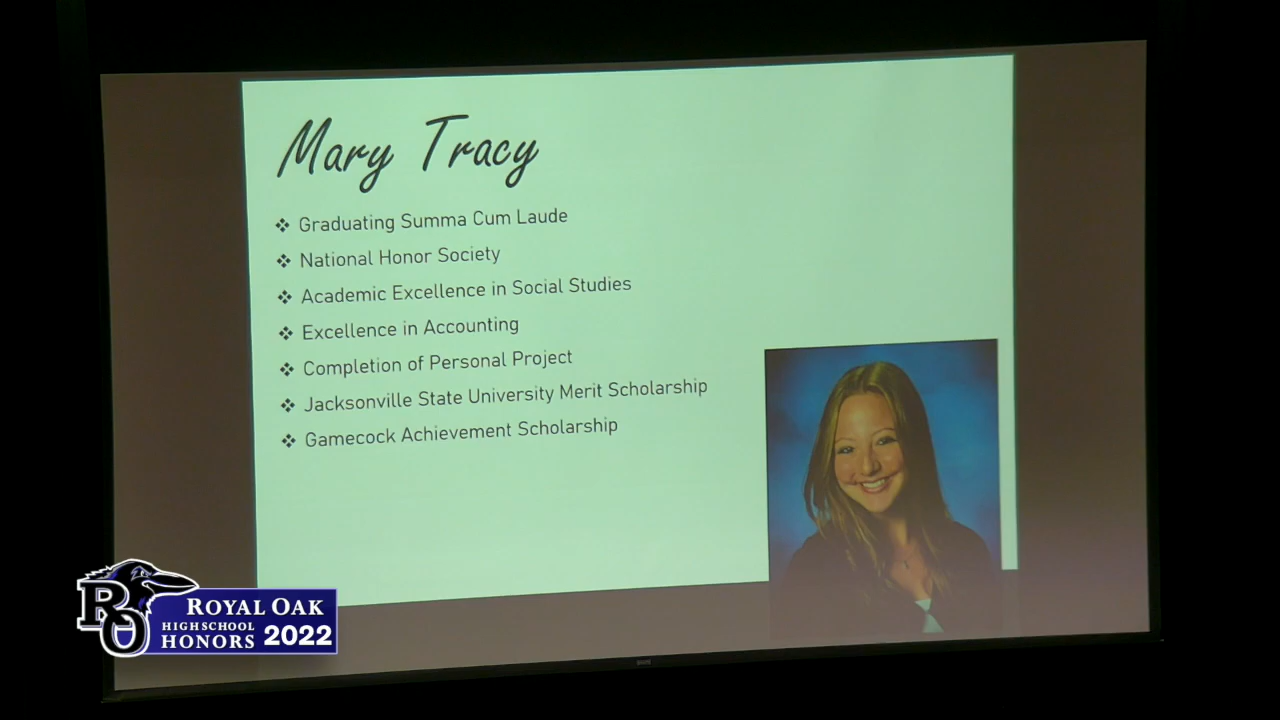 Mary Tracy
❖ Graduating Summa Cum Laude
❖ National Honor Society
❖ Academic Excellence in Social Studies
❖ Excellence in Accounting
❖ Completion of Personal Project
❖ Jacksonville State University Merit Scholarship
❖ Gamecock Achievement Scholarship
RO
ROYAL OAK
HIGH SCHOOL
HONORS 2022